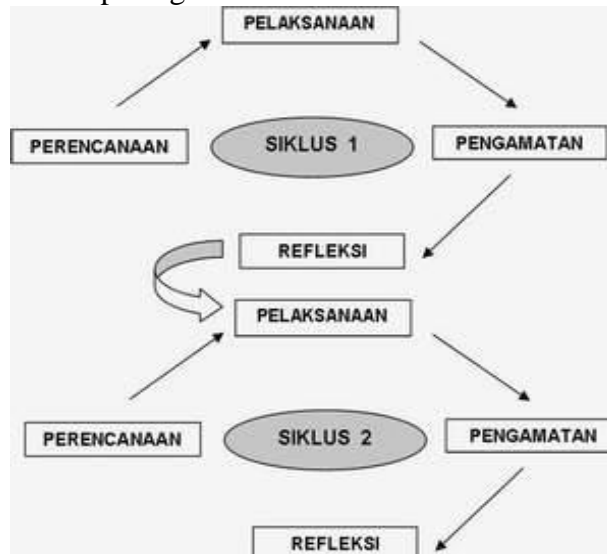 PELAKSANAAN
PERENCANAAN
SIKLUS 1
PENGAMATAN
REFLEKSI
PELAKSANAAN
PERENCANAAN
SIKLUS 2
PENGAMATAN
REFLEKSI